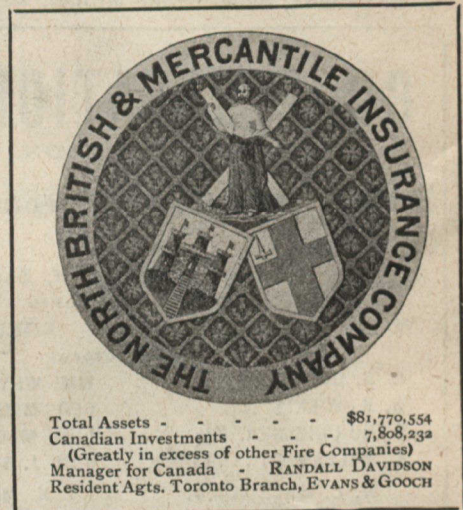 THE NORTH BRITISH & MERCANTILE INSURANCE COMPANY
Total Assets - - - - - $81,770,554
Canadian Investments - - - 7,808,232
(Greatly in excess of other Fire Companies)
Manager for Canada - RANDALL DAVIDSON
Resident Agts. Toronto Branch, EVANS & GOOCH